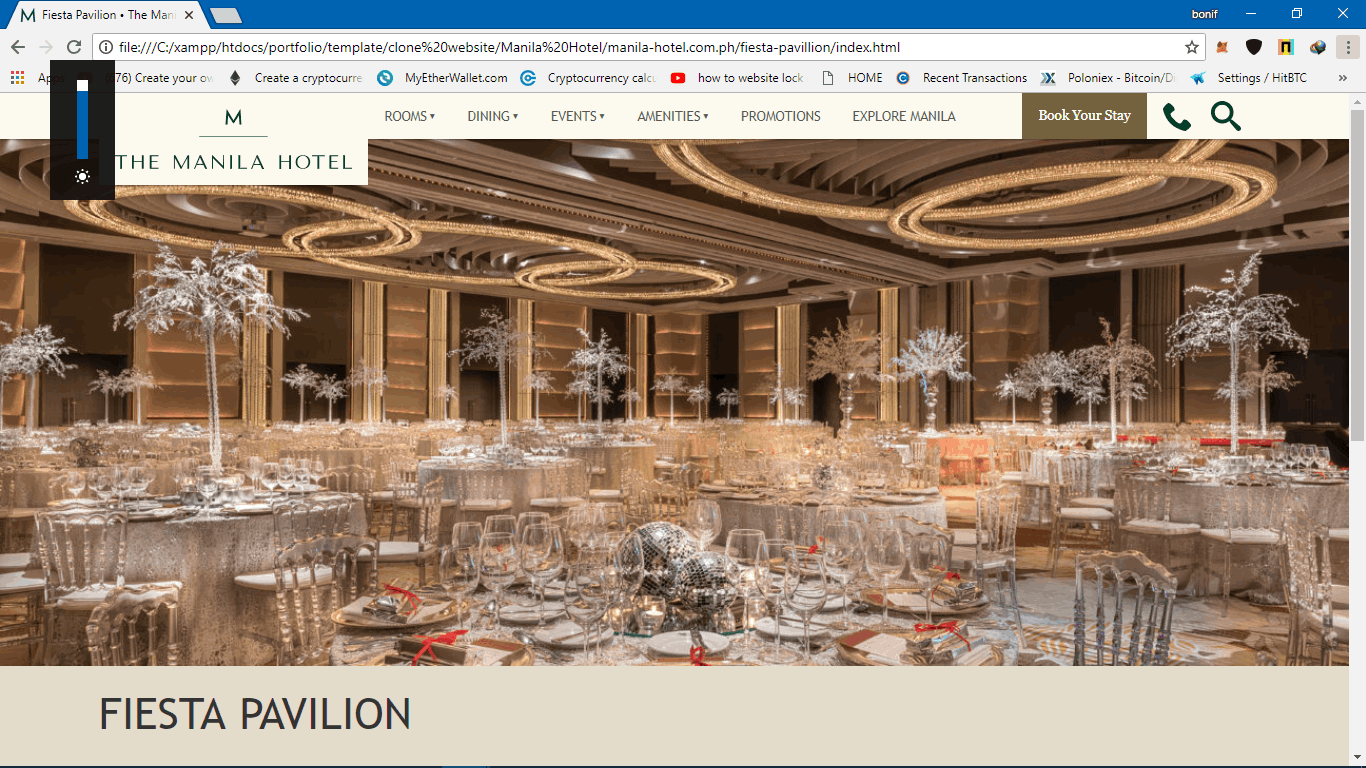 Fiesta Pavilion • The Man
bonif
file:///C:/xampp/htdocs/portfolio/template/clone%20website/Manila%20Hotel/manila-hotel.com.ph/fiesta-pavillion/index.html
Ap (676) Create your ow Create a cryptocurre MyEtherWallet.com Cryptocurrency calcu how to website lock HOME Recent Transactions Poloniex - Bitcoin/Di Settings / HitBTC »
M
THE MANILA HOTEL
ROOMS▾ DINING▾ EVENTS▾ AMENITIES▾ PROMOTIONS EXPLORE MANILA Book Your Stay
FIESTA PAVILION